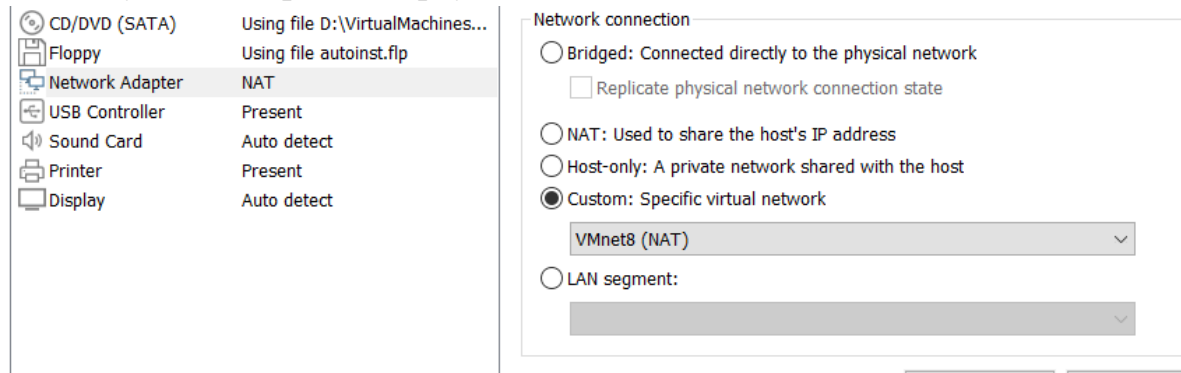 CD/DVD (SATA) Using file D:\VirtualMachines...
Floppy Using file autoinst.flp
Network Adapter NAT
USB Controller Present
Sound Card Auto detect
Printer Present
Display Auto detect
Network connection
Bridged: Connected directly to the physical network
Replicate physical network connection state
NAT: Used to share the host's IP address
Host-only: A private network shared with the host
Custom: Specific virtual network
VMnet8 (NAT)
LAN segment: